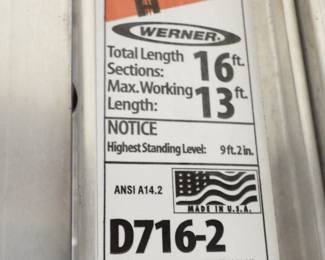 WERNER
Total Length
Sections: 16 ft.
Max. Working
Length: 13 ft.
NOTICE
Highest Standing Level: 9 ft. 2 in.
ANSI A14.2
MADE IN U.S.A.
D716-2